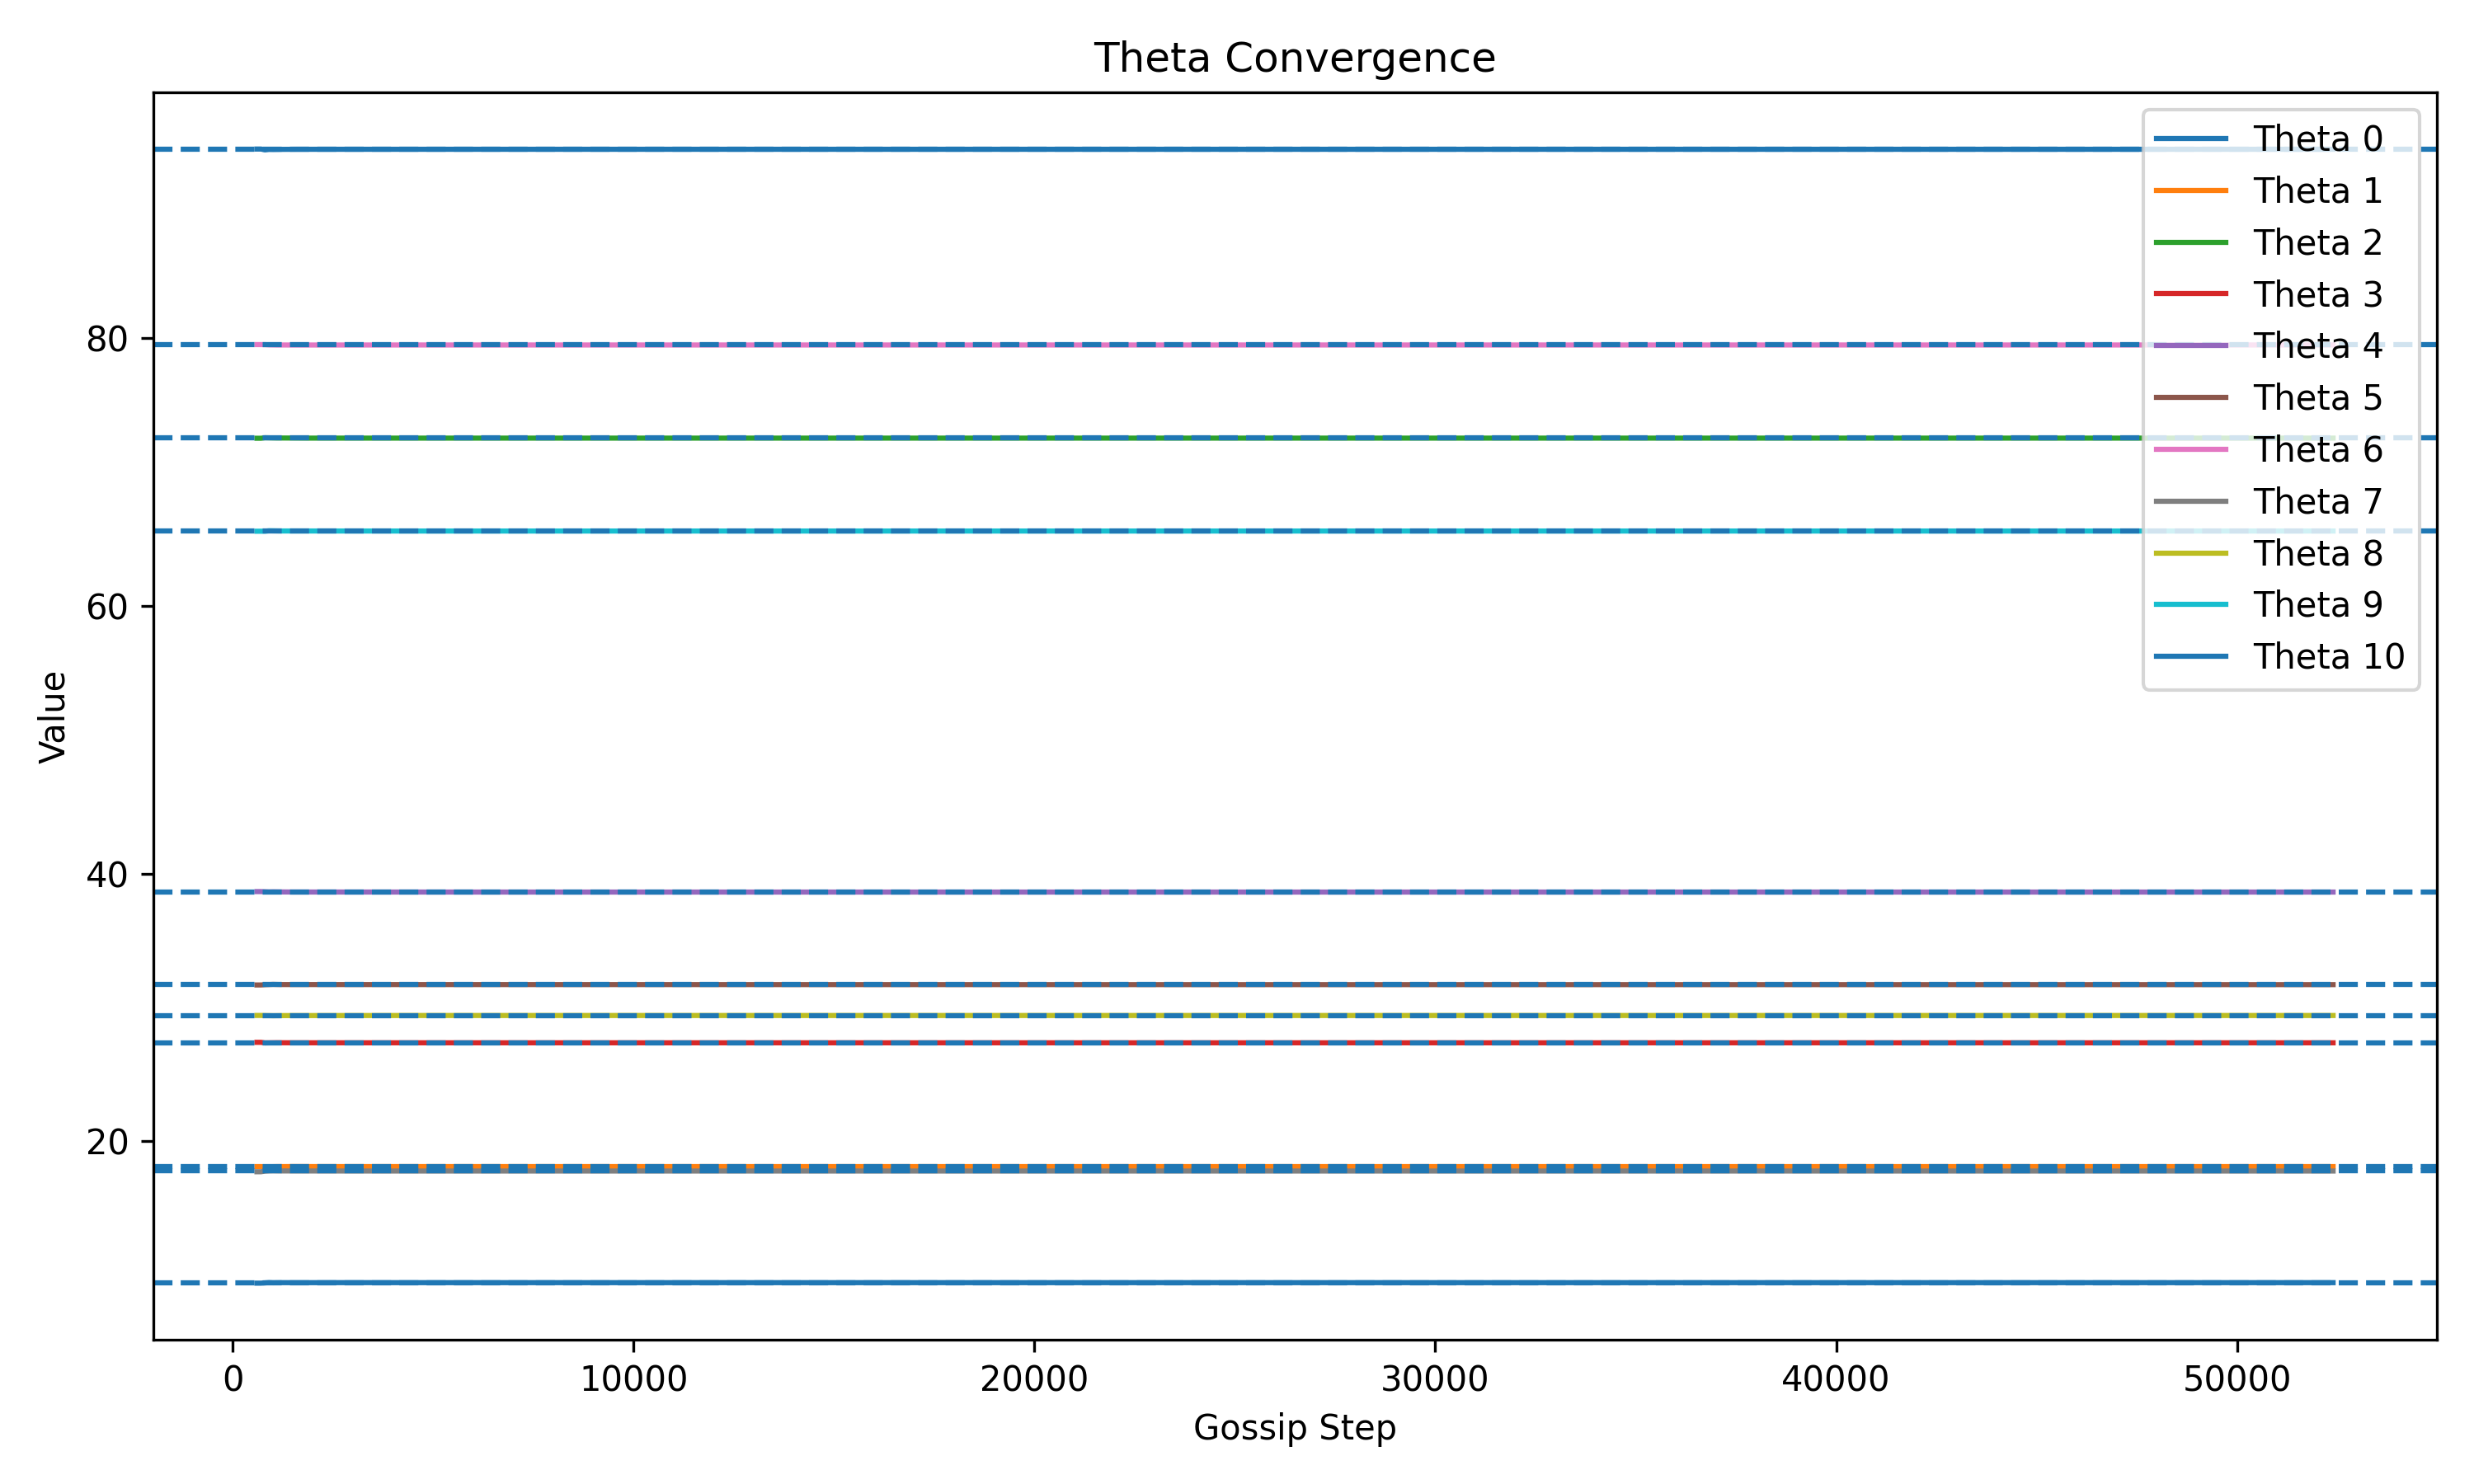 Theta Convergence
Theta 0
Theta 1
Theta 2
Theta 3
Theta 4
Theta 5
Theta 6
Theta 7
Theta 8
Theta 9
Theta 10
80
60
40
20
Value
0 10000 20000 30000 40000 50000
Gossip Step